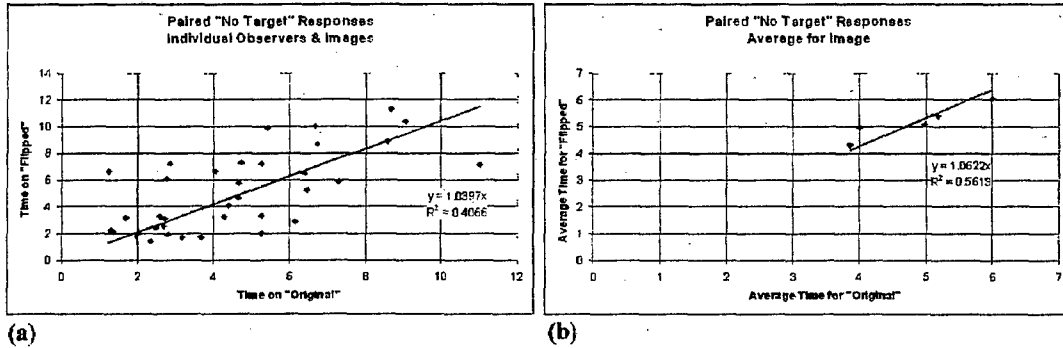 Paired "No Target" Responses
Individual Observers & Images
14
12
10
8
6
4
2
0
0 2 4 6 8 10 12
Time on "Flipped"
Time on "Original"
y = 1.0397x
R² = 0.4066
(a)
Paired "No Target" Responses
Average for Image
7
6
5
4
3
2
1
0
0 1 2 3 4 5 6 7
Average Time for "Flipped"
Average Time for "Original"
y = 1.0622x
R² = 0.5613
(b)